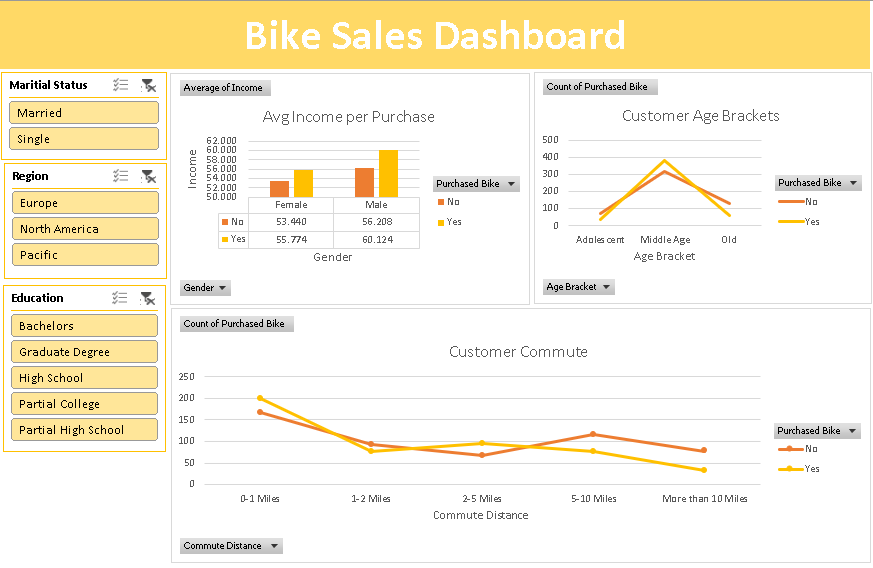 Bike Sales Dashboard
Maritial Status
Married
Single
Region
Europe
North America
Pacific
Education
Bachelors
Graduate Degree
High School
Partial College
Partial High School
Average of Income
Avg Income per Purchase
Income
62.000
60.000
58.000
56.000
54.000
52.000
50.000
Female Male
No 53.440 56.208
Yes 55.774 60.124
Gender
Purchased Bike
No
Yes
Gender
Count of Purchased Bike
Customer Age Brackets
500
400
300
200
100
0
Adolescent Middle Age Old
Age Bracket
Purchased Bike
No
Yes
Age Bracket
Count of Purchased Bike
Customer Commute
250
200
150
100
50
0
0-1 Miles 1-2 Miles 2-5 Miles 5-10 Miles More than 10 Miles
Commute Distance
Purchased Bike
No
Yes
Commute Distance